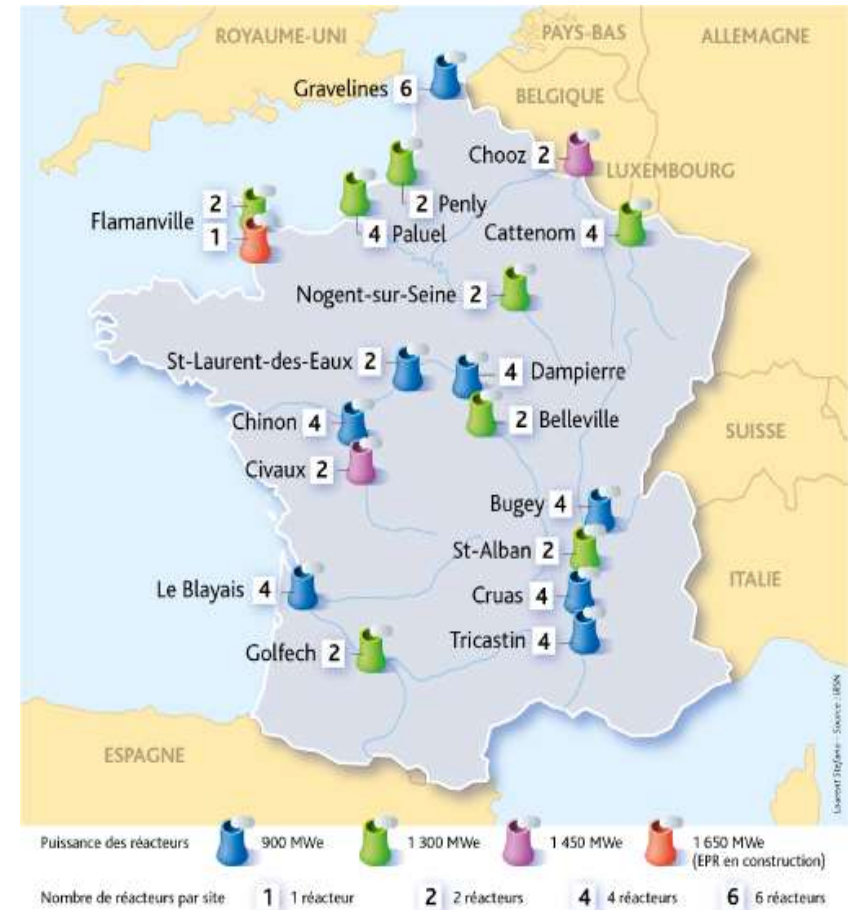 ROYAUME-UNI
PAYS-BAS
ALLEMAGNE
Gravelines 6
BELGIQUE
Chooz 2
LUXEMBOURG
2
Flamanville
1
2 Penly
4 Paluel
Cattenom 4
Nogent-sur-Seine 2
St-Laurent-des-Eaux 2
4 Dampierre
Chinon 4
2 Belleville
SUISSE
Civaux 2
Bugey 4
St-Alban 2
Le Blayais 4
Cruas 4
ITALIE
Golfech 2
Tricastin 4
ESPAGNE
Laurent Stefano - Source : IRSN
Puissance des réacteurs 900 MWe 1 300 MWe 1 450 MWe 1 650 MWe
(EPR en construction)
Nombre de réacteurs par site 1 1 réacteur 2 2 réacteurs 4 4 réacteurs 6 6 réacteurs